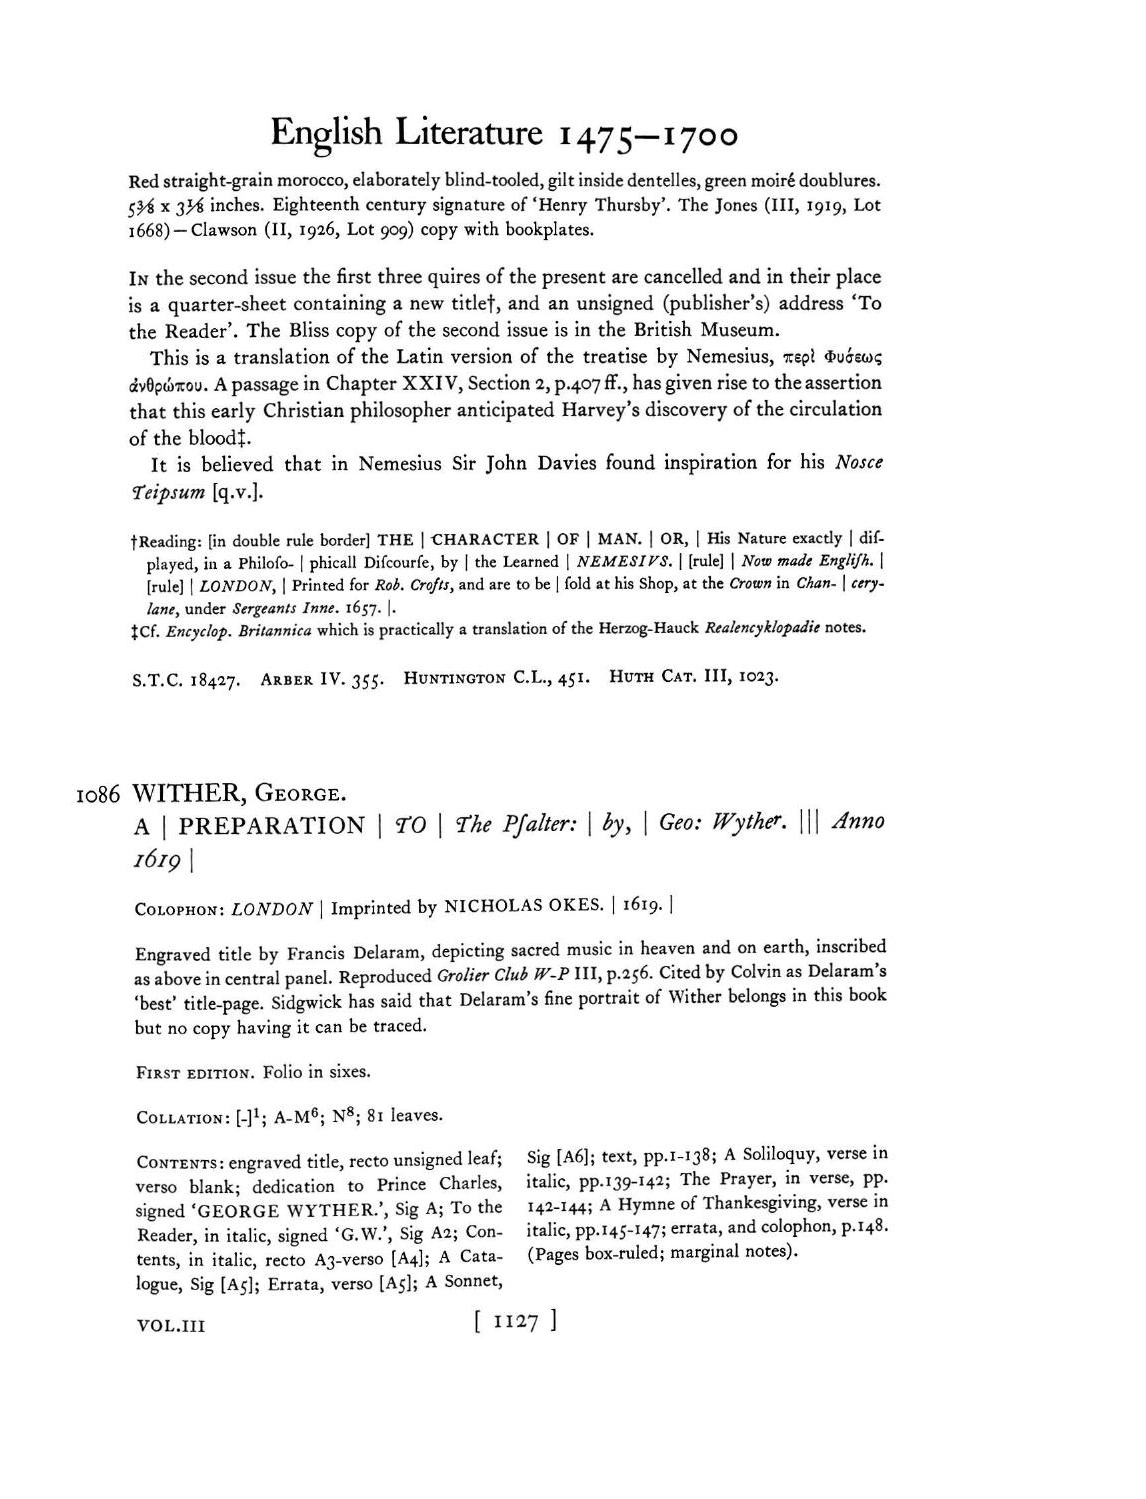 English Literature 1475—1700
Red straight-grain morocco, elaborately blind-tooled, gilt inside dentelles, green moiré doublures.
5⅜ x 3⅛ inches. Eighteenth century signature of ‘Henry Thursby’. The Jones (III, 1919, Lot
1668)—Clawson (II, 1926, Lot 909) copy with bookplates.
In the second issue the first three quires of the present are cancelled and in their place
is a quarter-sheet containing a new title†, and an unsigned (publisher’s) address ‘To
the Reader’. The Bliss copy of the second issue is in the British Museum.
This is a translation of the Latin version of the treatise by Nemesius, περὶ Φύσεως
ἀνθρώπου. A passage in Chapter XXIV, Section 2, p.407 ff., has given rise to the assertion
that this early Christian philosopher anticipated Harvey’s discovery of the circulation
of the blood‡.
It is believed that in Nemesius Sir John Davies found inspiration for his Nosce
Teipsum [q.v.].
†Reading: [in double rule border] THE | CHARACTER | OF | MAN. | OR, | His Nature exactly | diſ-
played, in a Philoſo- | phicall Diſcourſe, by | the Learned | NEMESIVS. | [rule] | Now made Engliſh. |
[rule] | LONDON, | Printed for Rob. Crofts, and are to be | ſold at his Shop, at the Crown in Chan- | cery-
lane, under Sergeants Inne. 1657. |.
‡Cf. Encyclop. Britannica which is practically a translation of the Herzog-Hauck Realencyklopadie notes.
S.T.C. 18427. Arber IV. 355. Huntington C.L., 451. Huth Cat. III, 1023.
1086 WITHER, George.
A | PREPARATION | TO | The Pſalter: | by, | Geo: Wyther. ||| Anno
1619 |
Colophon: LONDON | Imprinted by NICHOLAS OKES. | 1619. |
Engraved title by Francis Delaram, depicting sacred music in heaven and on earth, inscribed
as above in central panel. Reproduced Grolier Club W-P III, p.256. Cited by Colvin as Delaram’s
‘best’ title-page. Sidgwick has said that Delaram’s fine portrait of Wither belongs in this book
but no copy having it can be traced.
First edition. Folio in sixes.
Collation: [-]¹; A-M⁶; N⁸; 81 leaves.
Contents: engraved title, recto unsigned leaf;
verso blank; dedication to Prince Charles,
signed ‘GEORGE WYTHER.’, Sig A; To the
Reader, in italic, signed ‘G.W.’, Sig A2; Con-
tents, in italic, recto A3-verso [A4]; A Cata-
logue, Sig [A5]; Errata, verso [A5]; A Sonnet,
Sig [A6]; text, pp.1-138; A Soliloquy, verse in
italic, pp.139-142; The Prayer, in verse, pp.
142-144; A Hymne of Thankesgiving, verse in
italic, pp.145-147; errata, and colophon, p.148.
(Pages box-ruled; marginal notes).
VOL.III [ 1127 ]